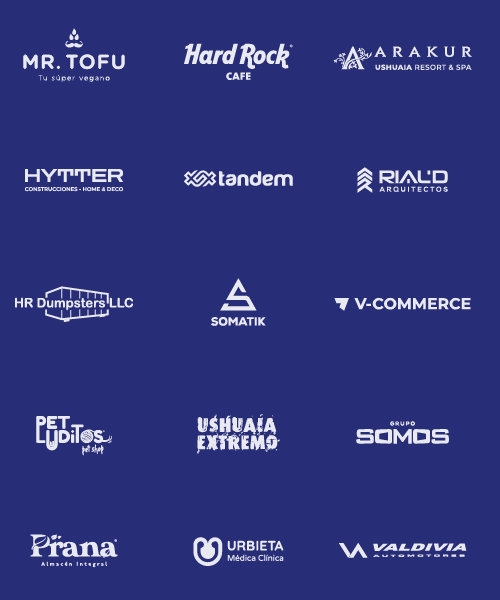 MR. TOFU
Tu súper vegano
Hard Rock
CAFE
ARAKUR
USHUAIA RESORT & SPA
HYTTER
CONSTRUCCIONES - HOME & DECO
tandem
RIAL'D
ARQUITECTOS
HR Dumpsters LLC
SOMATIK
V-COMMERCE
PET
LUDITOS
pet shop
USHUAIA
EXTREMO
GRUPO
SOMOS
Prana
Almacén Integral
URBIETA
Médica Clínica
VALDIVIA
AUTOMOTORES